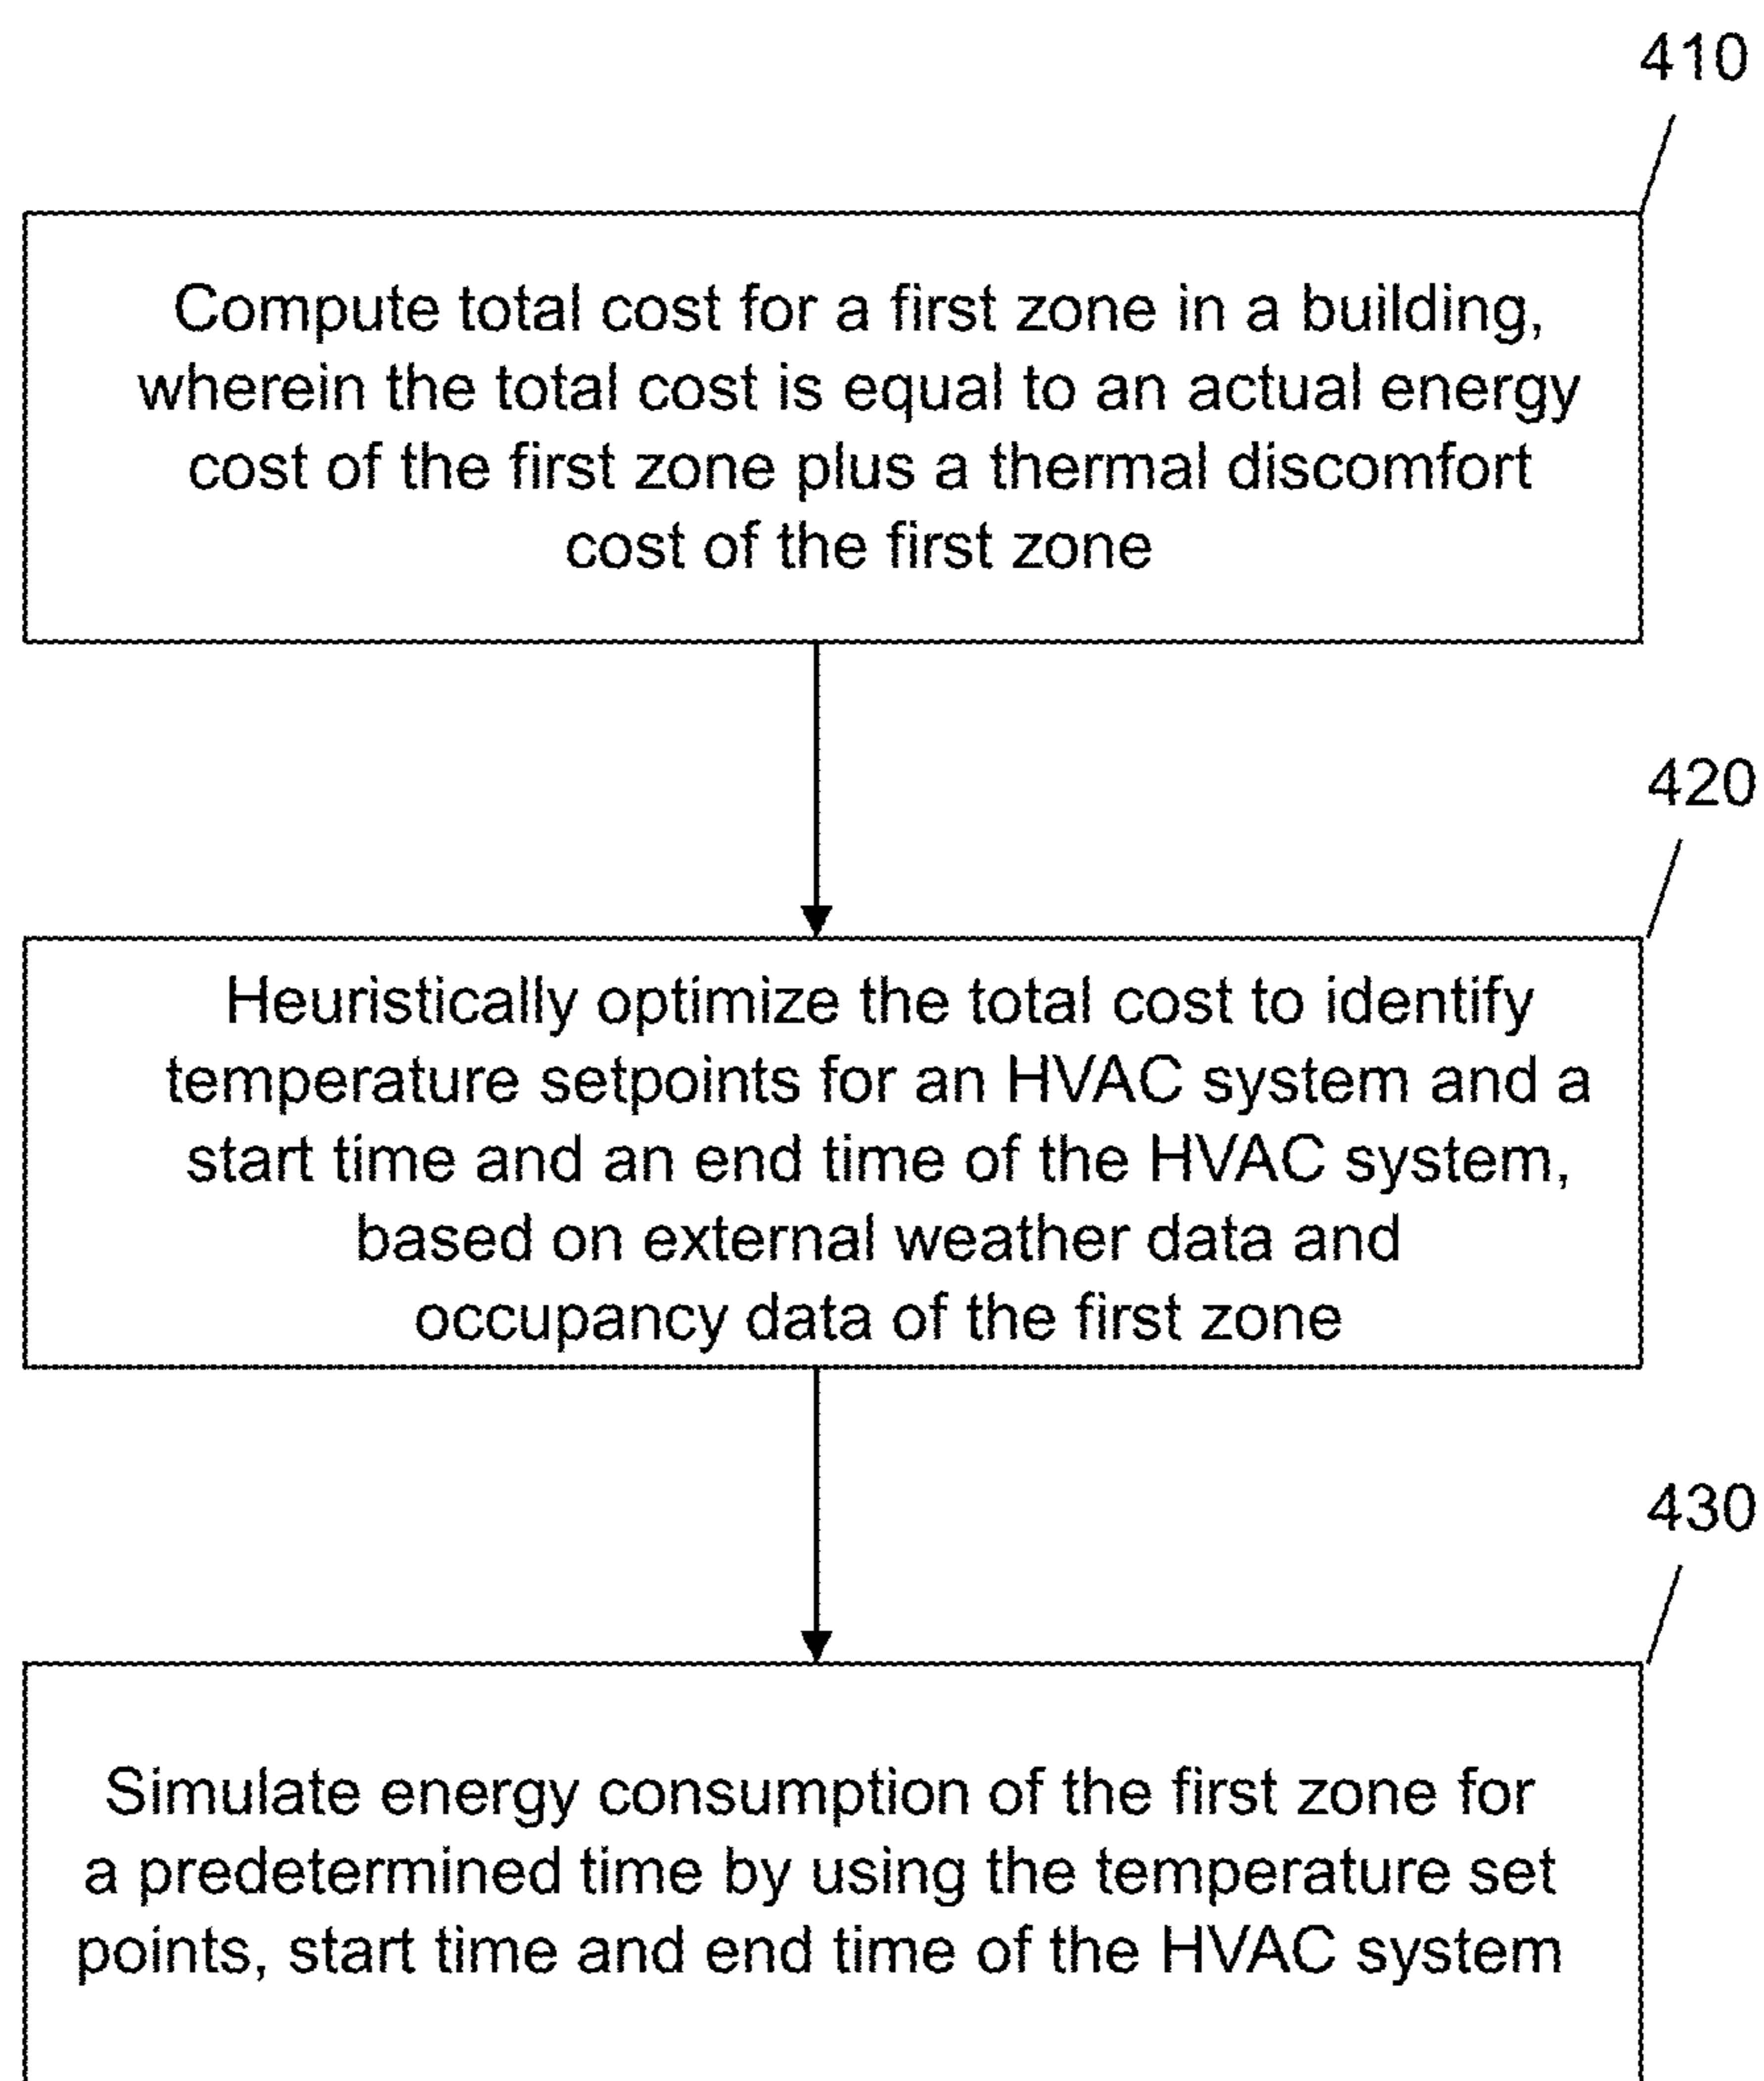 410
Compute total cost for a first zone in a building,
wherein the total cost is equal to an actual energy
cost of the first zone plus a thermal discomfort
cost of the first zone
420
Heuristically optimize the total cost to identify
temperature setpoints for an HVAC system and a
start time and an end time of the HVAC system,
based on external weather data and
occupancy data of the first zone
430
Simulate energy consumption of the first zone for
a predetermined time by using the temperature set
points, start time and end time of the HVAC system